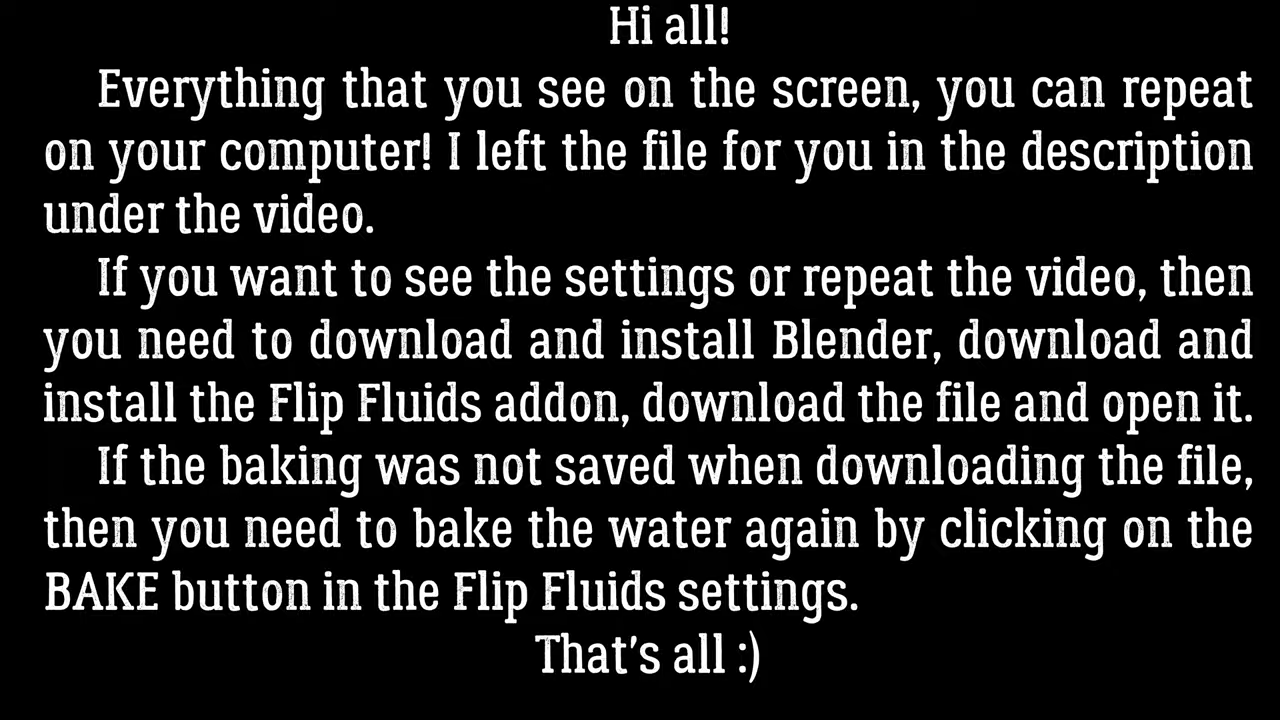 Hi all!
Everything that you see on the screen, you can repeat
on your computer! I left the file for you in the description
under the video.
If you want to see the settings or repeat the video, then
you need to download and install Blender, download and
install the Flip Fluids addon, download the file and open it.
If the baking was not saved when downloading the file,
then you need to bake the water again by clicking on the
BAKE button in the Flip Fluids settings.
That's all :)